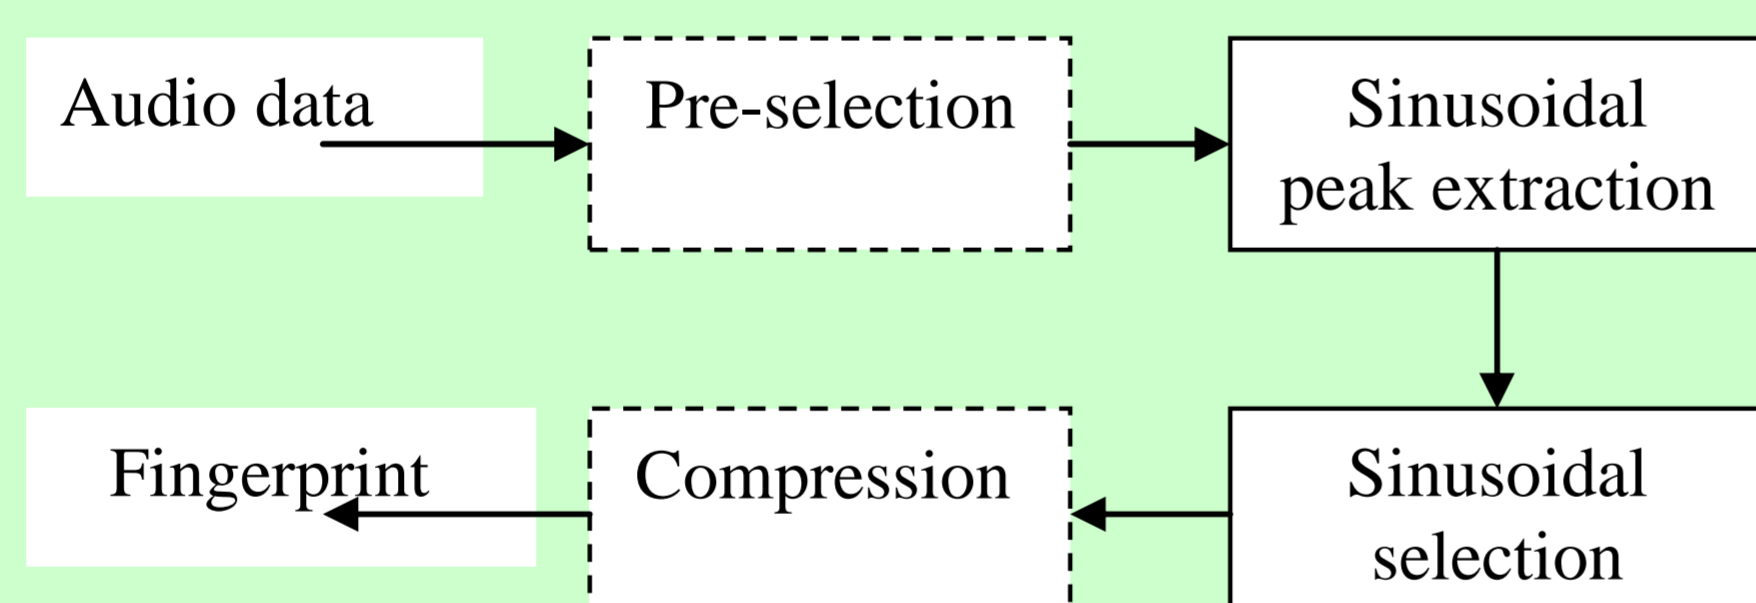 Audio data
Pre-selection
Sinusoidal
peak extraction
Fingerprint
Compression
Sinusoidal
selection